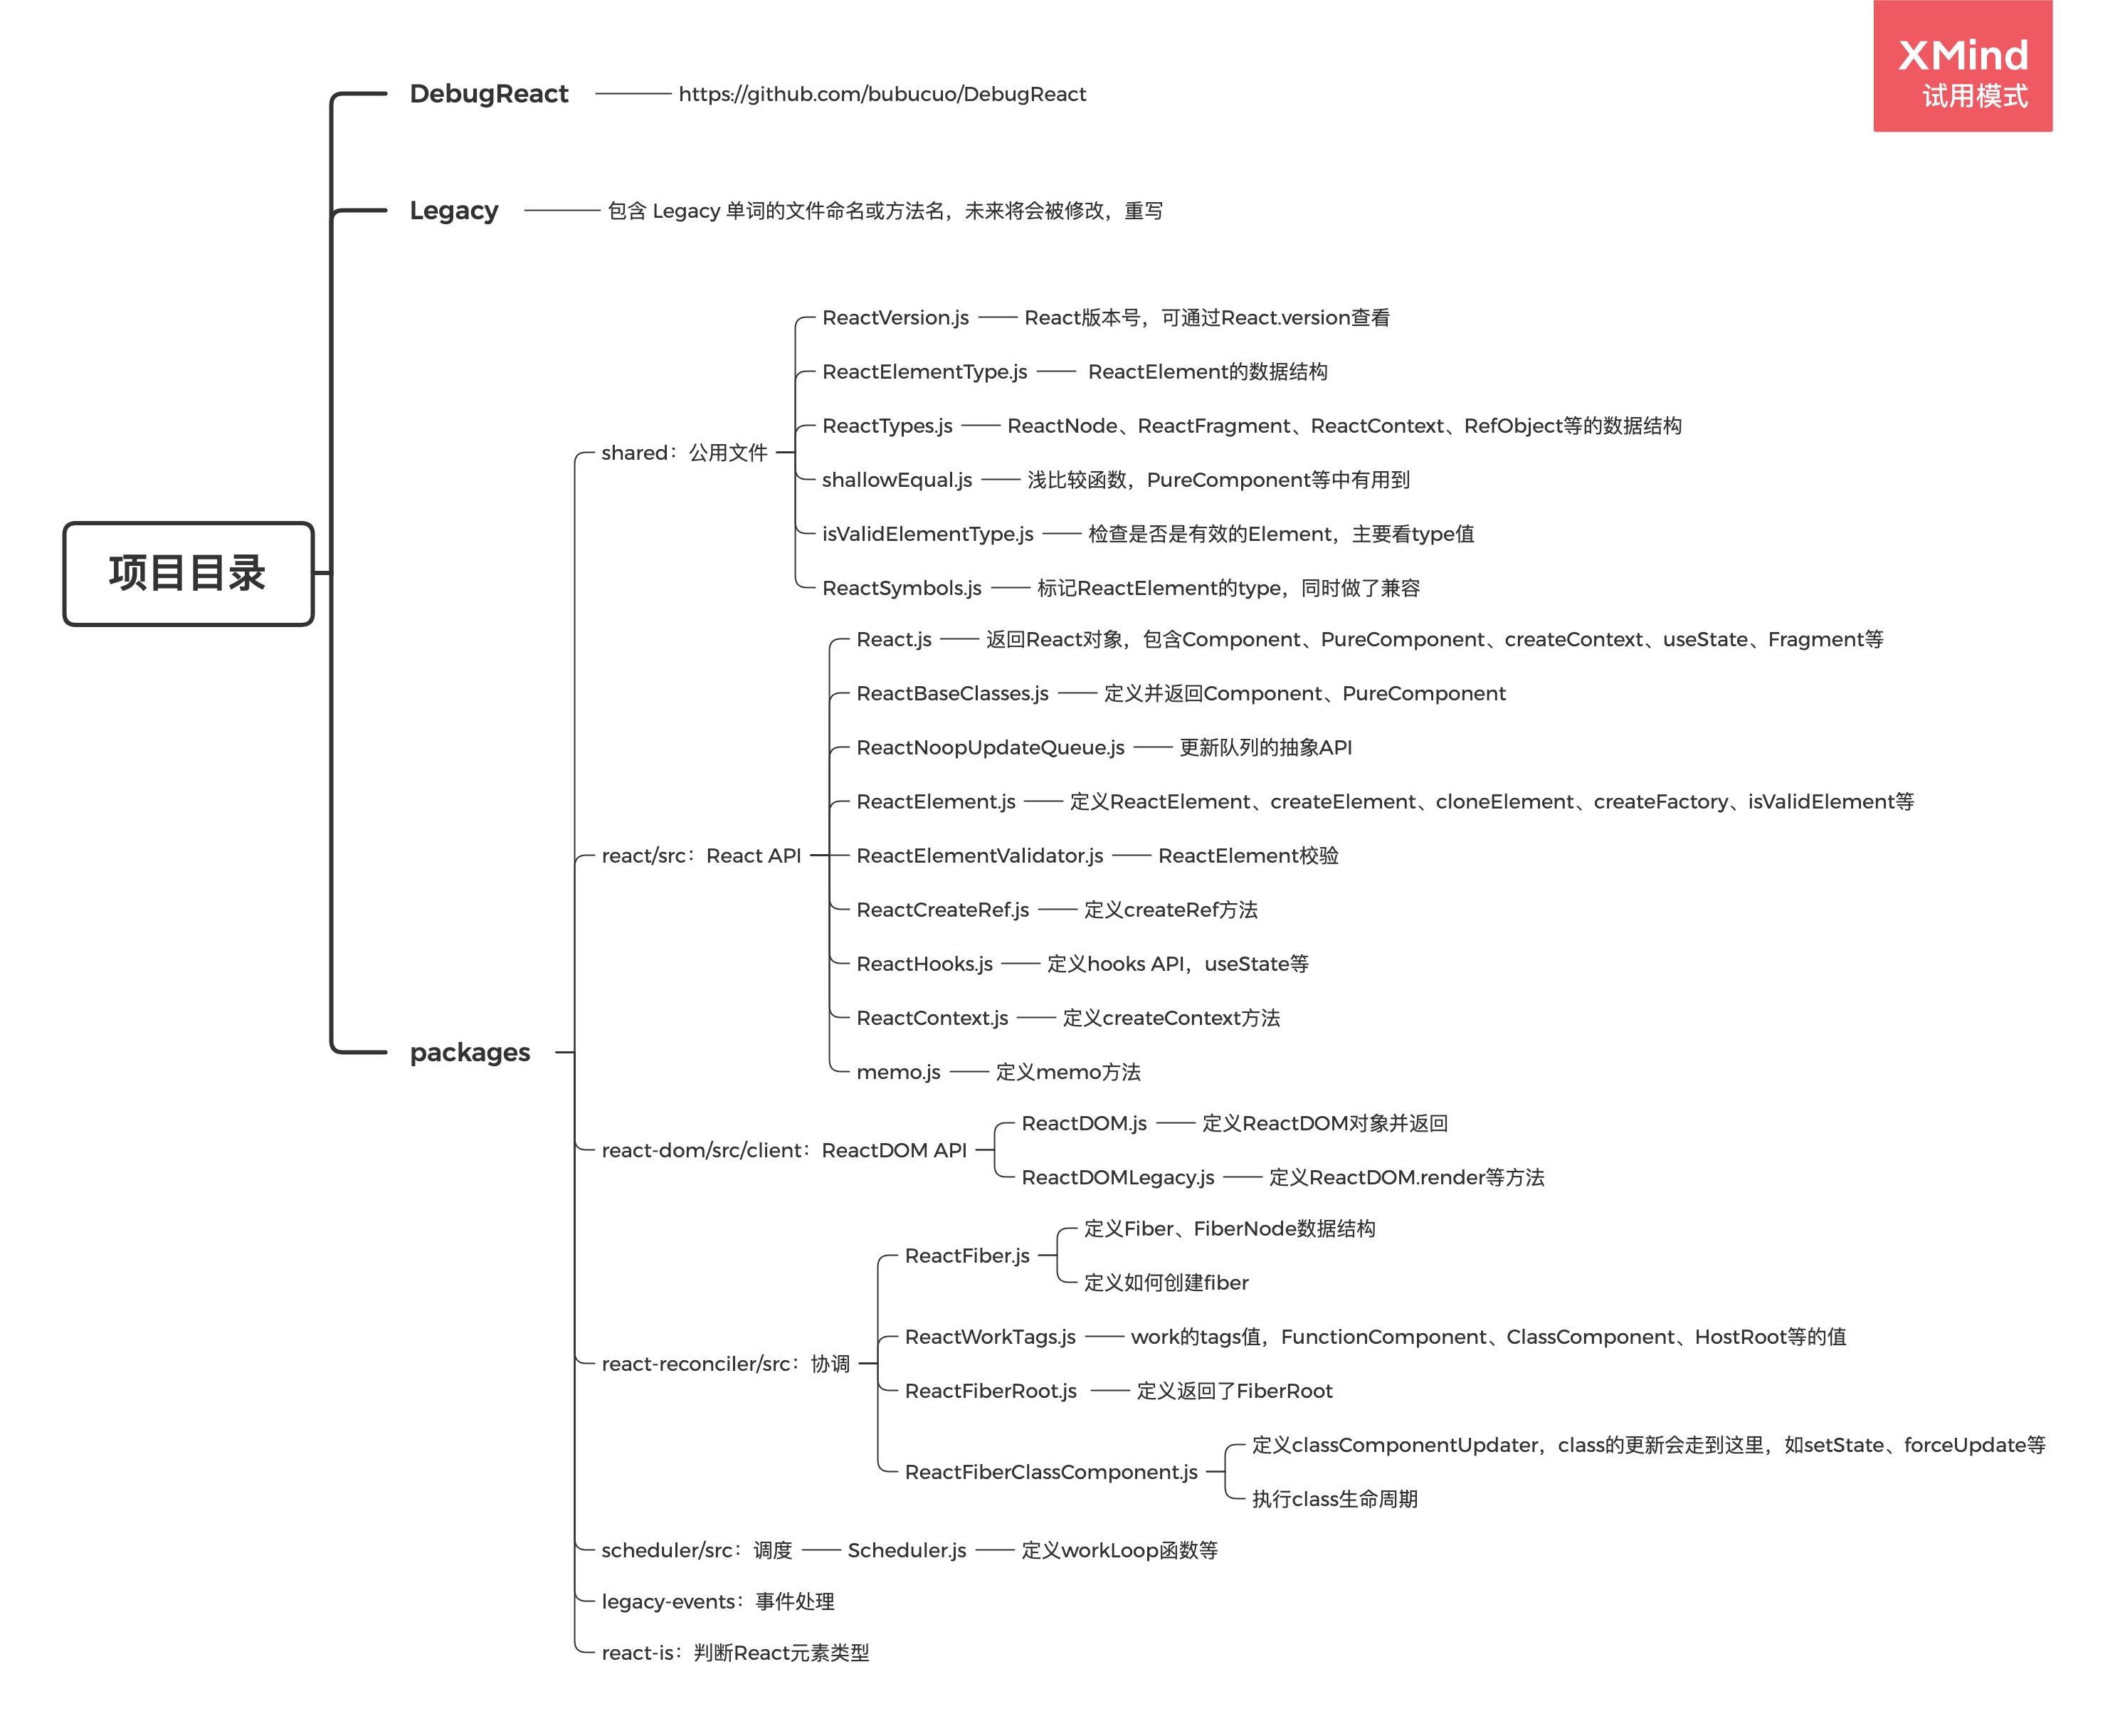 XMind
试用模式
DebugReact
https://github.com/bubucuo/DebugReact
Legacy
包含 Legacy 单词的文件命名或方法名，未来将会被修改，重写
项目目录
packages
shared：公用文件
ReactVersion.js
React版本号，可通过React.version查看
ReactElementType.js
ReactElement的数据结构
ReactTypes.js
ReactNode、ReactFragment、ReactContext、RefObject等的数据结构
shallowEqual.js
浅比较函数，PureComponent等中有用到
isValidElementType.js
检查是否是有效的Element，主要看type值
ReactSymbols.js
标记ReactElement的type，同时做了兼容
react/src：React API
React.js
返回React对象，包含Component、PureComponent、createContext、useState、Fragment等
ReactBaseClasses.js
定义并返回Component、PureComponent
ReactNoopUpdateQueue.js
更新队列的抽象API
ReactElement.js
定义ReactElement、createElement、cloneElement、createFactory、isValidElement等
ReactElementValidator.js
ReactElement校验
ReactCreateRef.js
定义createRef方法
ReactHooks.js
定义hooks API，useState等
ReactContext.js
定义createContext方法
memo.js
定义memo方法
react-dom/src/client：ReactDOM API
ReactDOM.js
定义ReactDOM对象并返回
ReactDOMLegacy.js
定义ReactDOM.render等方法
react-reconciler/src：协调
ReactFiber.js
定义Fiber、FiberNode数据结构
定义如何创建fiber
ReactWorkTags.js
work的tags值，FunctionComponent、ClassComponent、HostRoot等的值
ReactFiberRoot.js
定义返回了FiberRoot
ReactFiberClassComponent.js
定义classComponentUpdater，class的更新会走到这里，如setState、forceUpdate等
执行class生命周期
scheduler/src：调度
Scheduler.js
定义workLoop函数等
legacy-events：事件处理
react-is：判断React元素类型